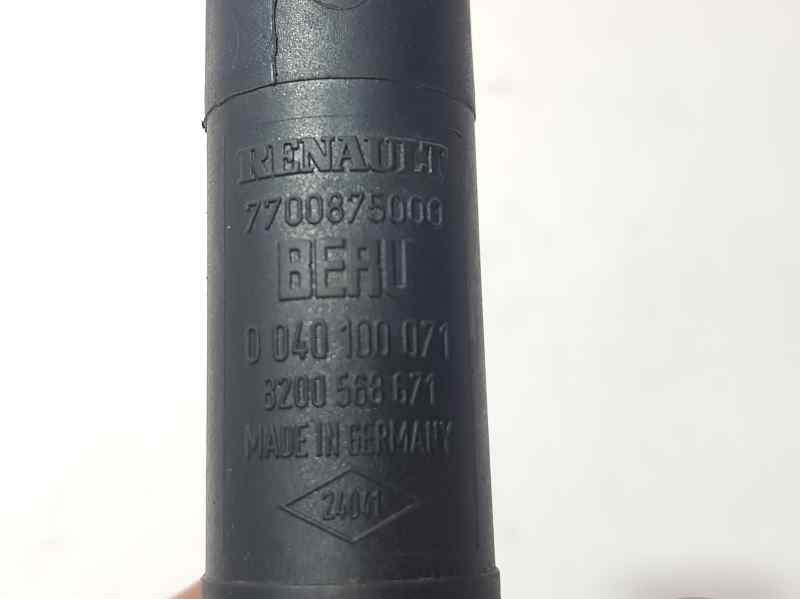 RENAULT
7700875000
BERU
0 040 100 071
8200 568 671
MADE IN GERMANY
24041